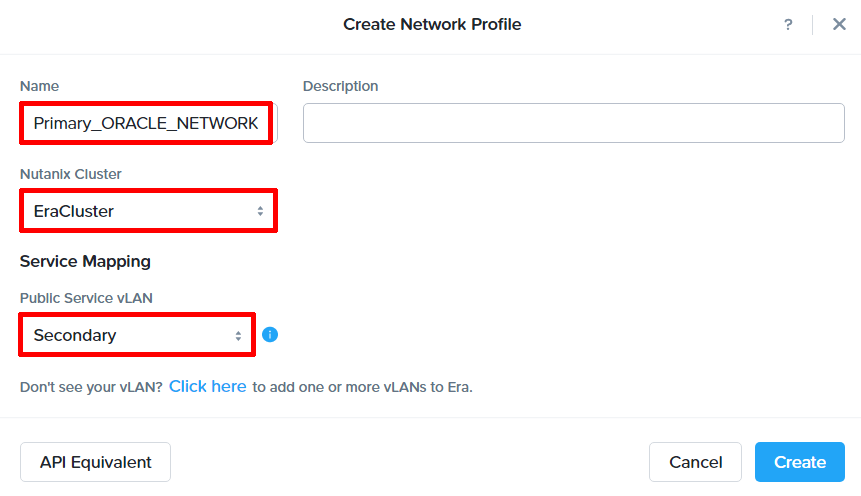 Create Network Profile ?
Name Description
Primary_ORACLE_NETWORK
Nutanix Cluster
EraCluster
Service Mapping
Public Service vLAN
Secondary
Don't see your vLAN? Click here to add one or more vLANs to Era.
API Equivalent Cancel Create